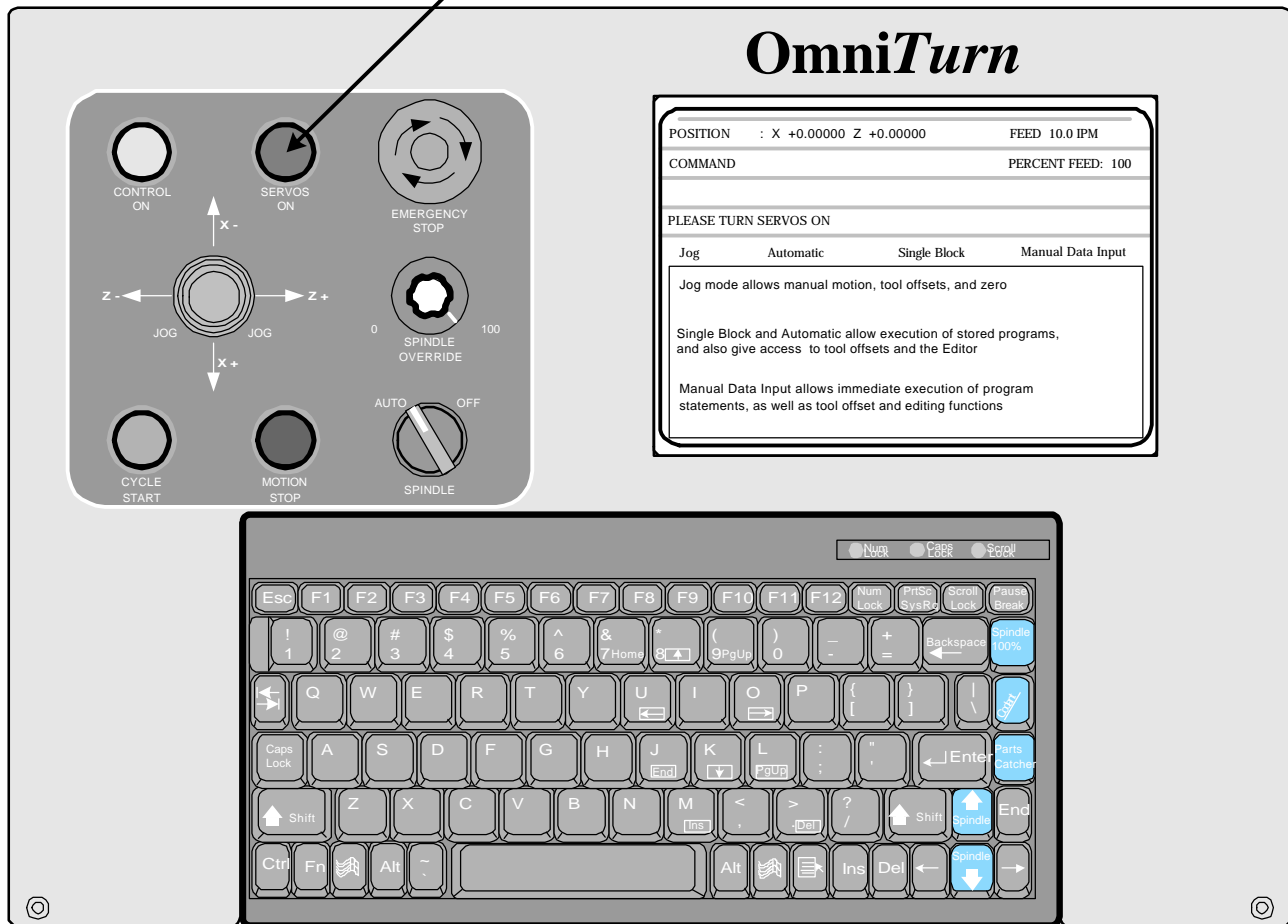 OmniTurn
CONTROL
ON
SERVOS
ON
EMERGENCY
STOP
X -
Z -
Z +
JOG
JOG
X +
0
100
SPINDLE
OVERRIDE
AUTO
OFF
CYCLE
START
MOTION
STOP
SPINDLE
POSITION : X +0.00000 Z +0.00000 FEED 10.0 IPM
COMMAND PERCENT FEED: 100
PLEASE TURN SERVOS ON
Jog Automatic Single Block Manual Data Input
Jog mode allows manual motion, tool offsets, and zero
Single Block and Automatic allow execution of stored programs,
and also give access to tool offsets and the Editor
Manual Data Input allows immediate execution of program
statements, as well as tool offset and editing functions
Num Lock Caps Lock Scroll Lock
Esc F1 F2 F3 F4 F5 F6 F7 F8 F9 F10 F11 F12 Num Lock PrtSc SysRq Scroll Lock Pause Break
! @ # $ % ^ & * ( ) _ + Backspace Spindle
1 2 3 4 5 6 7 Home 8 9 PgUp 0 - = 100%
Q W E R T Y U I O P { [ } ] | \
Caps Lock A S D F G H J End K L PgUp : ; " ' Enter Parts Catcher
Shift Z X C V B N M Ins < , > . Del ? / Shift Spindle End
Ctrl Fn Alt ~ ` Alt Ins Del Spindle